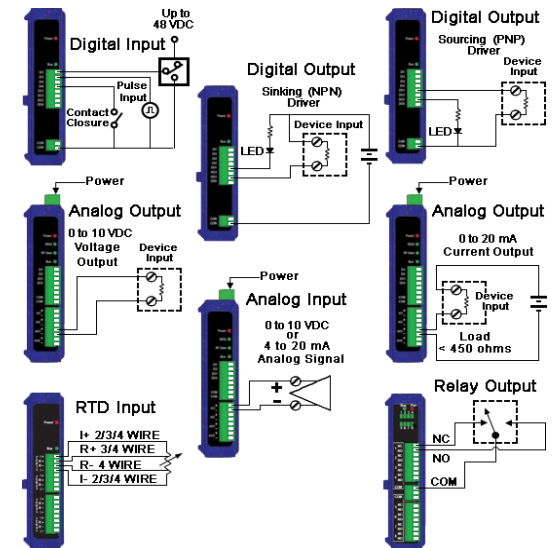 Up to
48 VDC
Digital Input
Pulse
Input
Contact
Closure
Digital Output
Sinking (NPN)
Driver
Device Input
LED
Digital Output
Sourcing (PNP)
Driver
Device
Input
LED
Power
Analog Output
0 to 10 VDC
Voltage
Output
Device
Input
Power
Analog Input
0 to 10 VDC
or
4 to 20 mA
Analog Signal
+
-
Power
Analog Output
0 to 20 mA
Current Output
Device
Input
Load
< 450 ohms
RTD Input
I+ 2/3/4 WIRE
R+ 3/4 WIRE
R- 4 WIRE
I- 2/3/4 WIRE
Relay Output
NC
NO
COM